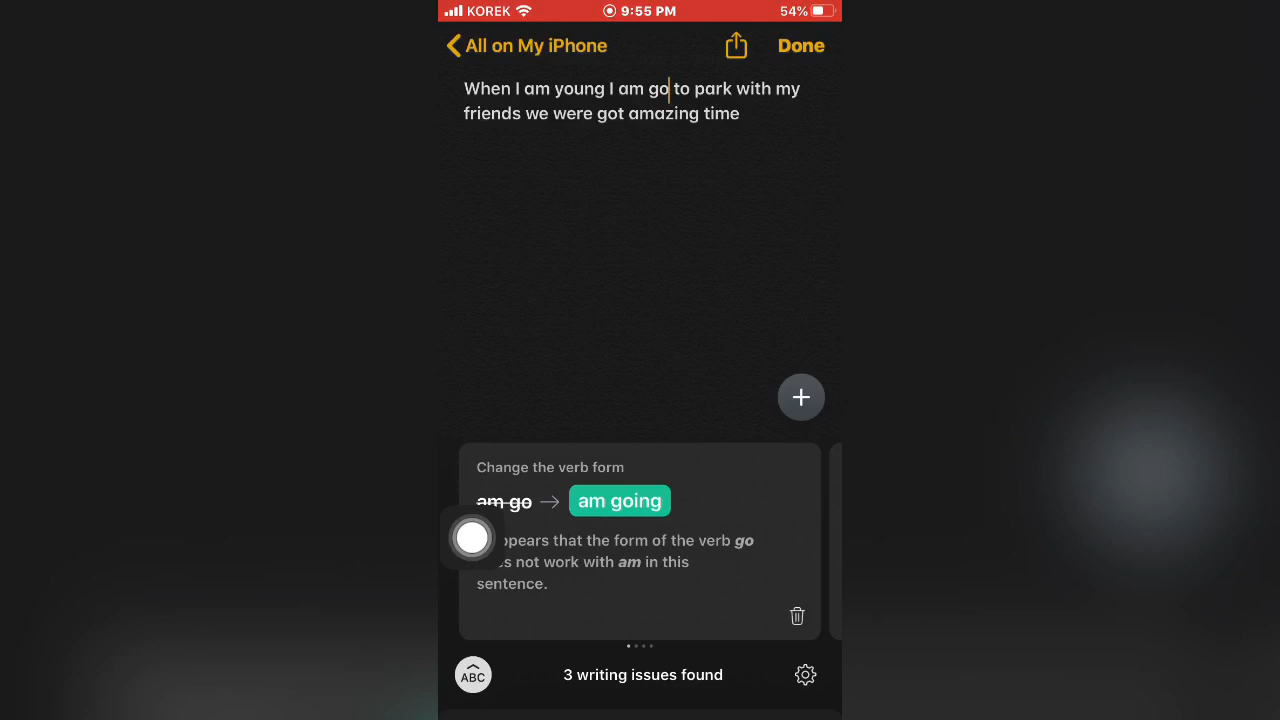 KOREK 9:55 PM 54%
All on My iPhone Done
When I am young I am go to park with my
friends we were got amazing time
Change the verb form
am go → am going
ppears that the form of the verb go
s not work with am in this
sentence.
ABC 3 writing issues found